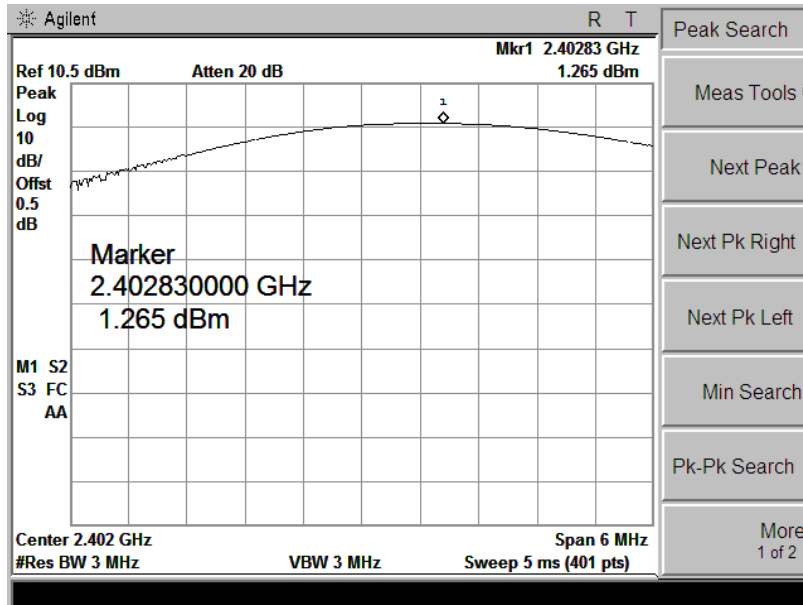 Agilent R T
Mkr1 2.40283 GHz
Ref 10.5 dBm Atten 20 dB 1.265 dBm
Peak
Log
10
dB/
Offst
0.5
dB
1
Marker
2.402830000 GHz
1.265 dBm
M1 S2
S3 FC
AA
Center 2.402 GHz Span 6 MHz
#Res BW 3 MHz VBW 3 MHz Sweep 5 ms (401 pts)
Peak Search
Meas Tools
Next Peak
Next Pk Right
Next Pk Left
Min Search
Pk-Pk Search
More
1 of 2